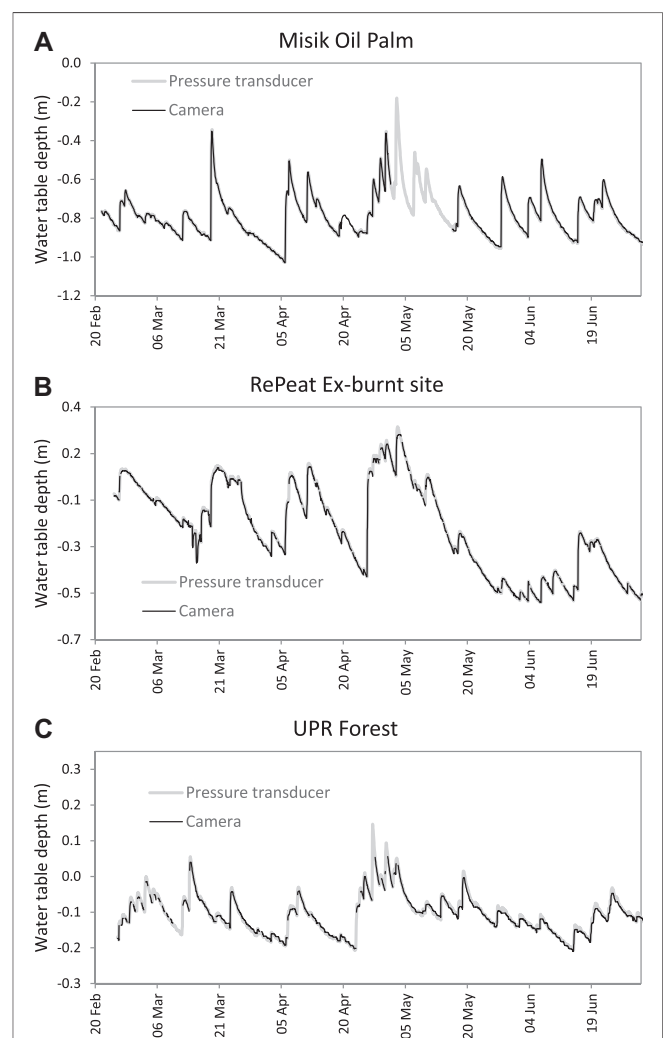 A
Misik Oil Palm
Water table depth (m)
0.0
-0.2
-0.4
-0.6
-0.8
-1.0
-1.2
Pressure transducer
Camera
20 Feb
06 Mar
21 Mar
05 Apr
20 Apr
05 May
20 May
04 Jun
19 Jun
B
RePeat Ex-burnt site
Water table depth (m)
0.4
0.2
-0.1
-0.3
-0.5
-0.7
Pressure transducer
Camera
20 Feb
06 Mar
21 Mar
05 Apr
20 Apr
05 May
20 May
04 Jun
19 Jun
C
UPR Forest
Water table depth (m)
0.3
0.2
0.1
0.0
-0.1
-0.2
-0.3
Pressure transducer
Camera
20 Feb
06 Mar
21 Mar
05 Apr
20 Apr
05 May
20 May
04 Jun
19 Jun